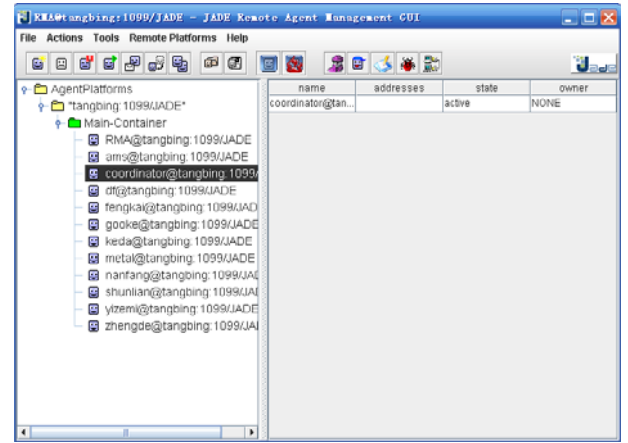 RMA@tangbing:1099/JADE - JADE Remote Agent Management GUI
File Actions Tools Remote Platforms Help
Jade
AgentPlatforms
"tangbing:1099/JADE"
Main-Container
RMA@tangbing:1099/JADE
ams@tangbing:1099/JADE
coordinator@tangbing:1099/
df@tangbing:1099/JADE
fengkai@tangbing:1099/JAD
gooke@tangbing:1099/JADE
keda@tangbing:1099/JADE
metal@tangbing:1099/JADE
nanfang@tangbing:1099/JAD
shunlian@tangbing:1099/JAD
yizemi@tangbing:1099/JADE
zhengde@tangbing:1099/JA
name addresses state owner
coordinator@tan... active NONE